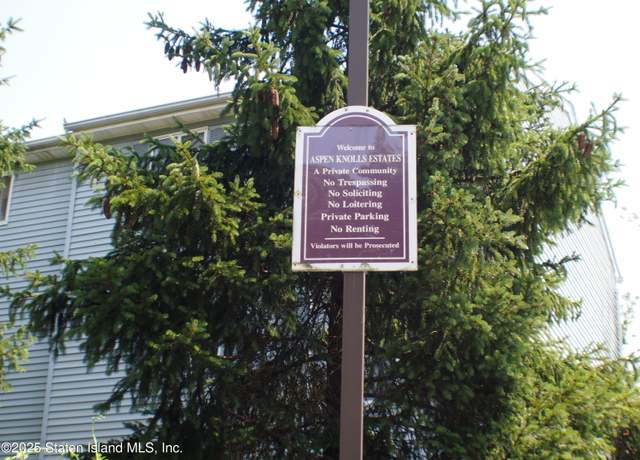 Welcome to
ASPEN KNOLLS ESTATES
A Private Community
No Trespassing
No Soliciting
No Loitering
Private Parking
No Renting
Violators will be Prosecuted
©2025 Staten Island MLS, Inc.